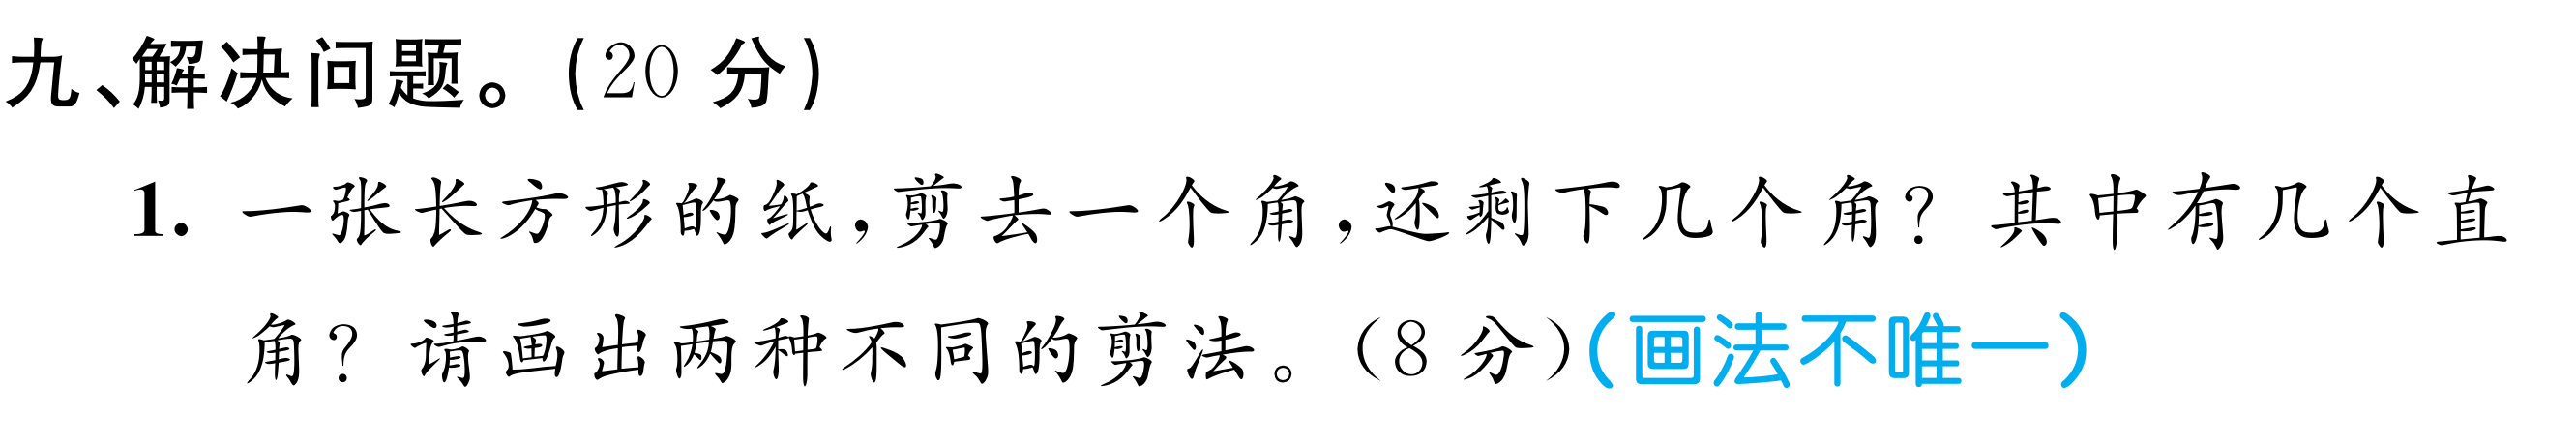 九、解决问题。(20 分)
1. 一张长方形的纸,剪去一个角,还剩下几个角? 其中有几个直
角? 请画出两种不同的剪法。(8 分)(画法不唯一)